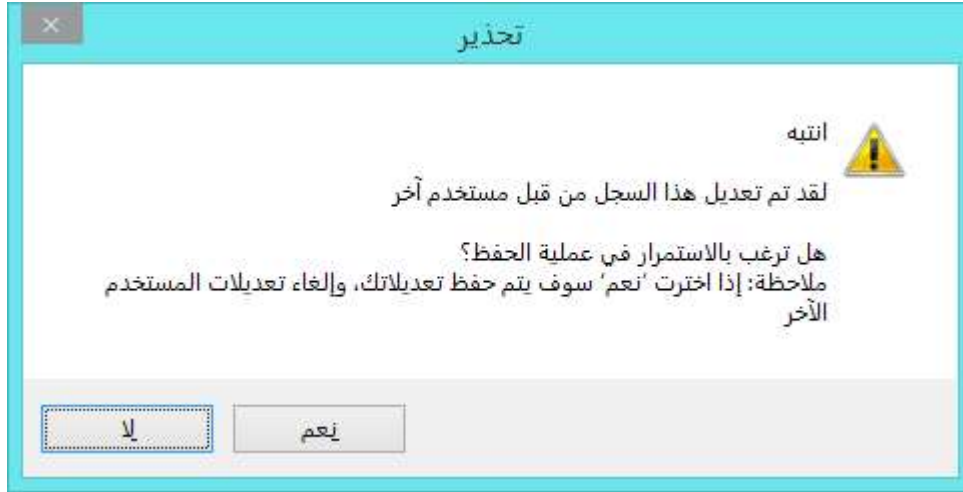 تحذير
انتبه
لقد تم تعديل هذا السجل من قبل مستخدم آخر
هل ترغب بالاستمرار في عملية الحفظ؟
ملاحظة: إذا اخترت ’نعم‘ سوف يتم حفظ تعديلاتك، وإلغاء تعديلات المستخدم
الآخر
نعم
لا